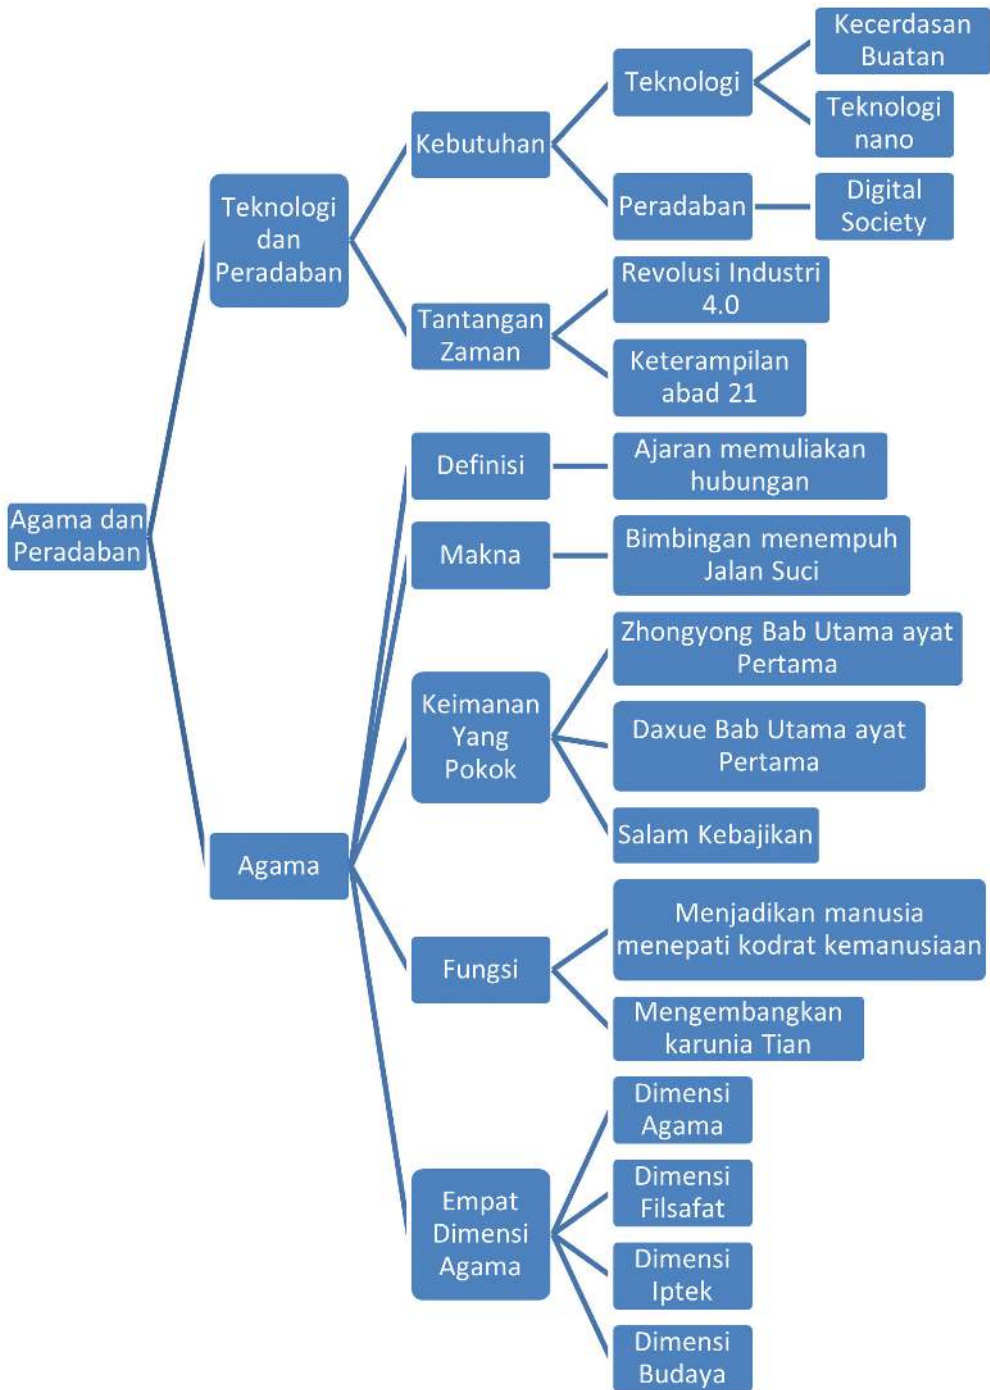 Agama dan
Peradaban
Teknologi
dan
Peradaban
Kebutuhan
Teknologi
Kecerdasan
Buatan
Teknologi
nano
Peradaban
Digital
Society
Tantangan
Zaman
Revolusi Industri
4.0
Keterampilan
abad 21
Agama
Definisi
Ajaran memuliakan
hubungan
Makna
Bimbingan menempuh
Jalan Suci
Keimanan
Yang
Pokok
Zhongyong Bab Utama ayat
Pertama
Daxue Bab Utama ayat
Pertama
Salam Kebajikan
Fungsi
Menjadikan manusia
menepati kodrat kemanusiaan
Mengembangkan
karunia Tian
Empat
Dimensi
Agama
Dimensi
Agama
Dimensi
Filsafat
Dimensi
Iptek
Dimensi
Budaya